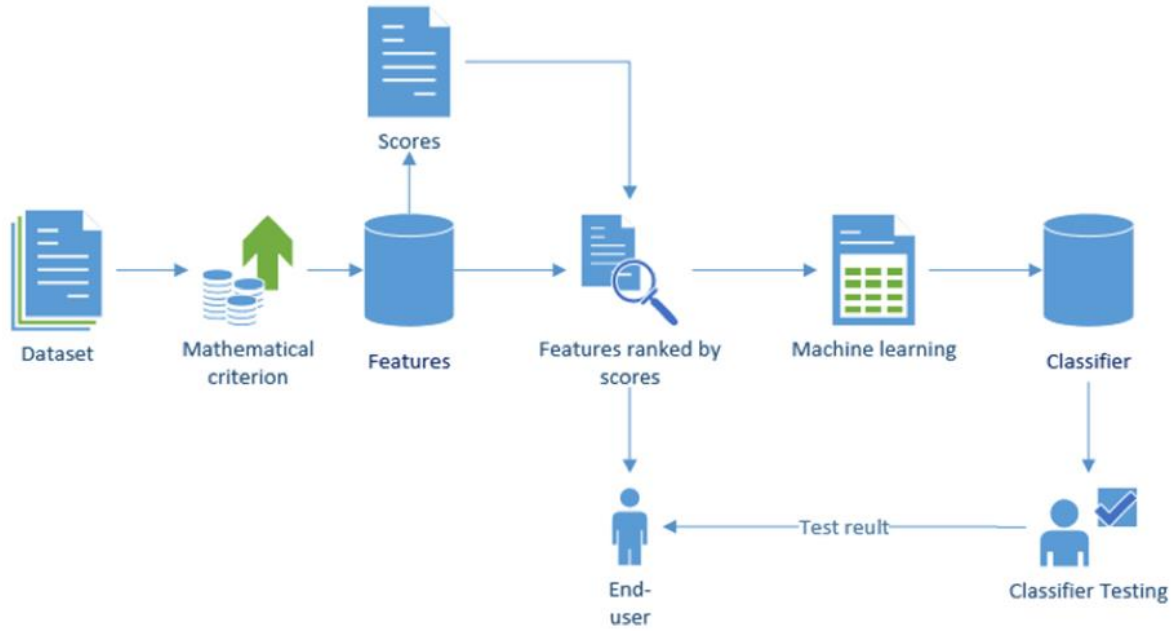 Scores
Dataset
Mathematical
criterion
Features
Features ranked by
scores
Machine learning
Classifier
Test reult
End-
user
Classifier Testing